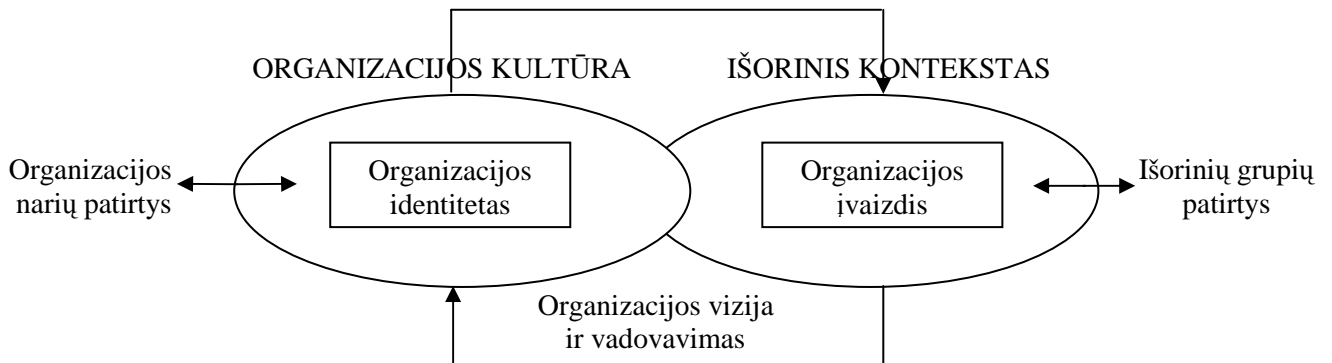 ORGANIZACIJOS KULTŪRA
IŠORINIS KONTEKSTAS
Organizacijos
narių patirtys
Organizacijos
identitetas
Organizacijos
įvaizdis
Išorinių grupių
patirtys
Organizacijos vizija
ir vadovavimas